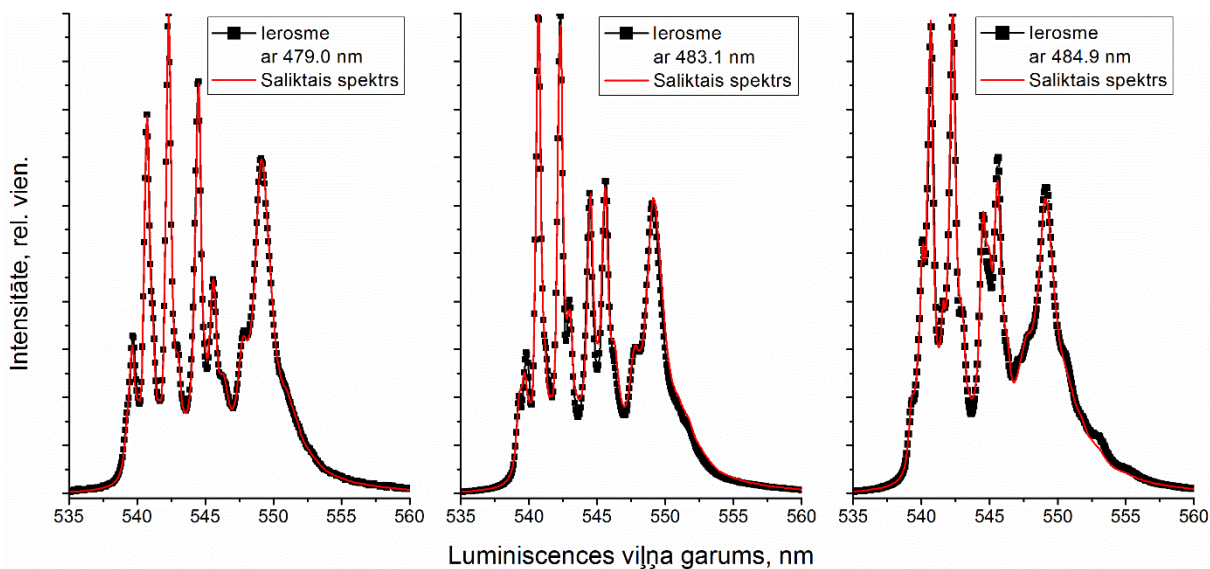 Ierosme
ar 479.0 nm
Saliktais spektrs
Ierosme
ar 483.1 nm
Saliktais spektrs
Ierosme
ar 484.9 nm
Saliktais spektrs
Intensitāte, rel. vien.
535 540 545 550 555 560
535 540 545 550 555 560
535 540 545 550 555 560
Luminiscences viļņa garums, nm